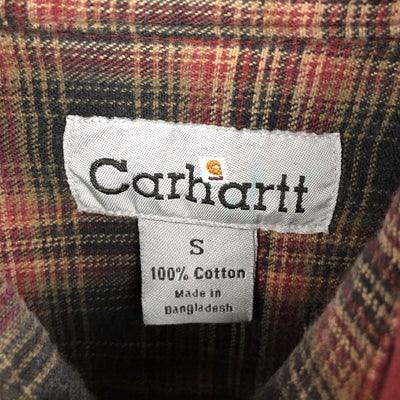 Carhartt
S
100% Cotton
Made in
Bangladesh